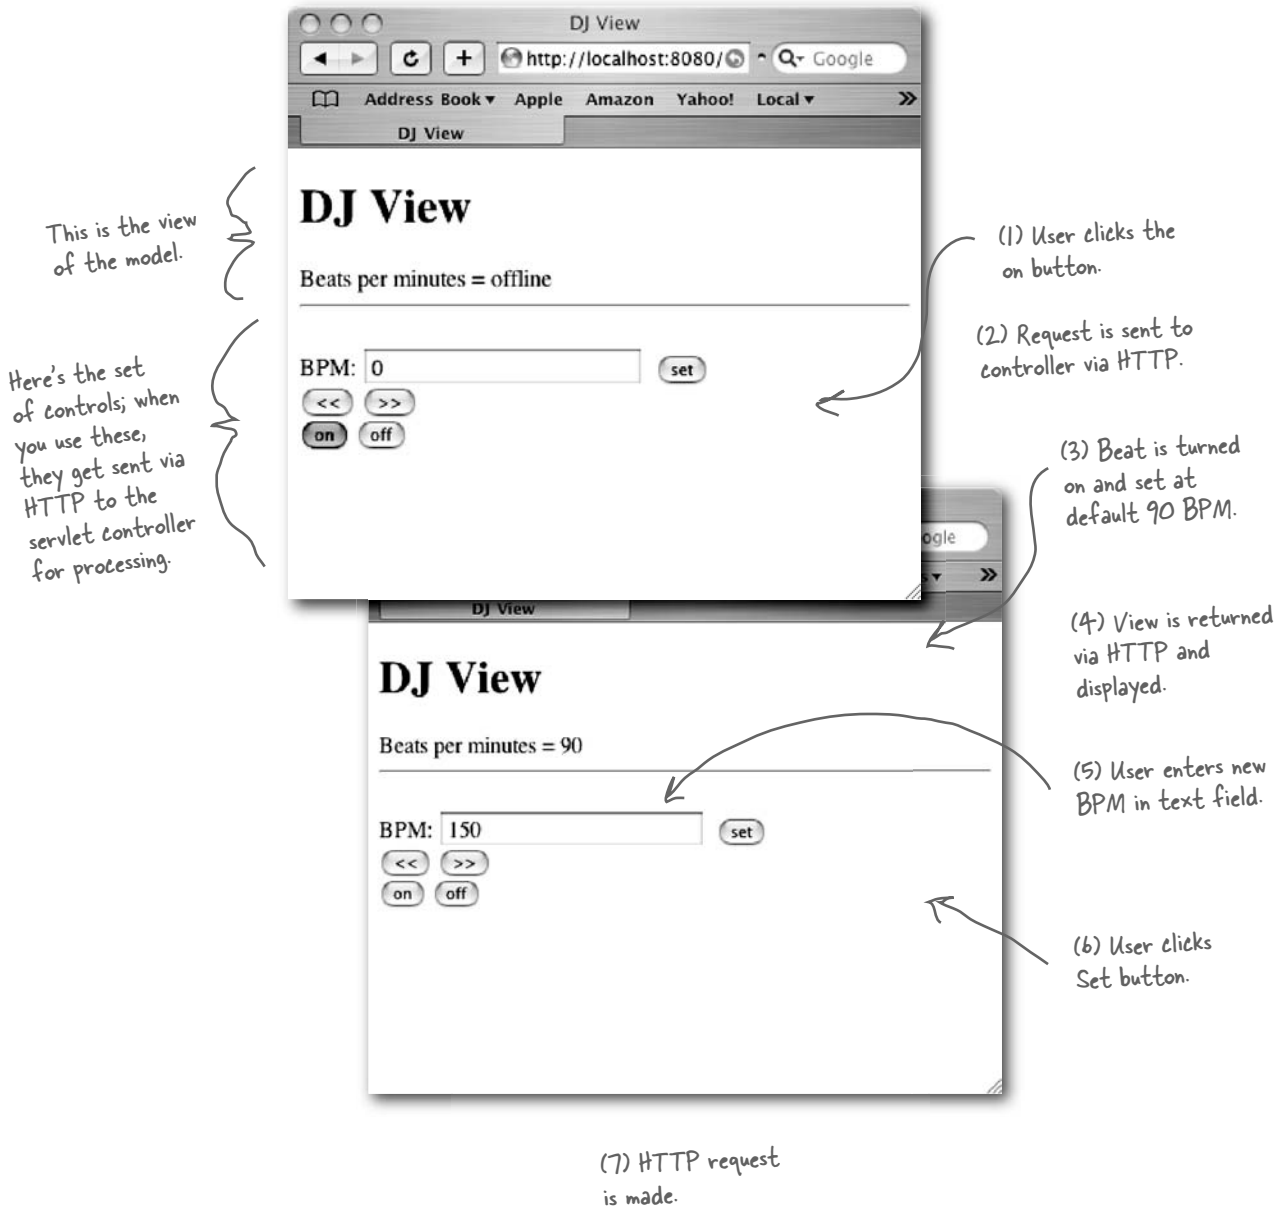 DJ View
http://localhost:8080/
Google
Address Book Apple Amazon Yahoo! Local
DJ View
DJ View
This is the view
of the model.
Beats per minutes = offline
BPM: 0 set
<< >>
on off
Here's the set
of controls; when
you use these,
they get sent via
HTTP to the
servlet controller
for processing.
(1) User clicks the
on button.
(2) Request is sent to
controller via HTTP.
(3) Beat is turned
on and set at
default 90 BPM.
ogle
s
DJ View
DJ View
Beats per minutes = 90
(4) View is returned
via HTTP and
displayed.
BPM: 150 set
<< >>
on off
(5) User enters new
BPM in text field.
(6) User clicks
Set button.
(7) HTTP request
is made.